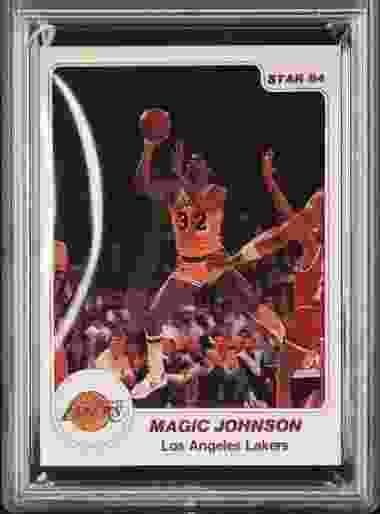 STAR '84
32
LAKERS
MAGIC JOHNSON
Los Angeles Lakers